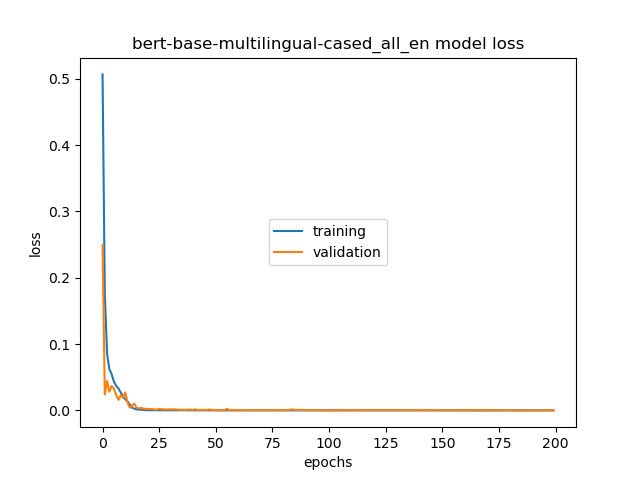 bert-base-multilingual-cased_all_en model loss
0.5
0.4
0.3
0.2
0.1
0.0
loss
training
validation
0 25 50 75 100 125 150 175 200
epochs